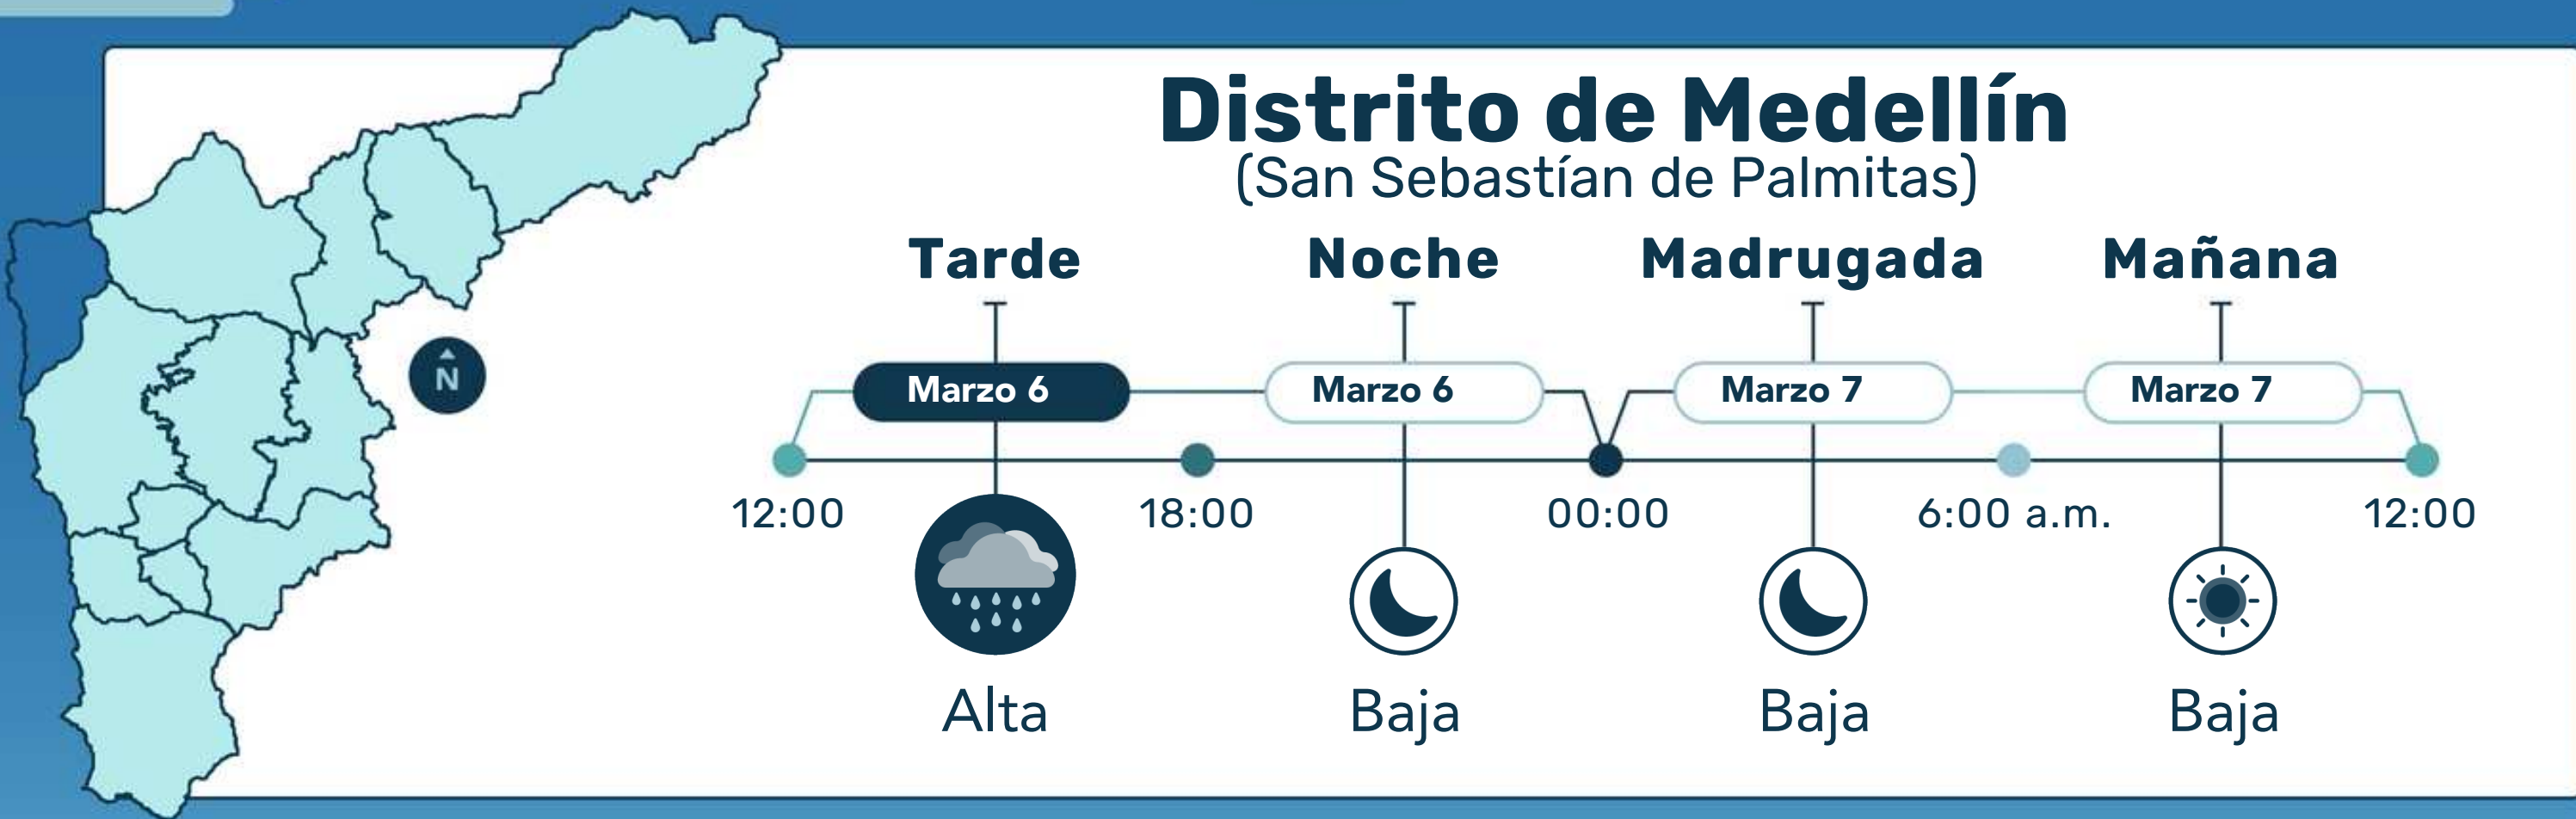 Distrito de Medellín
(San Sebastían de Palmitas)
Tarde Noche Madrugada Mañana
N
Marzo 6 Marzo 6 Marzo 7 Marzo 7
12:00 18:00 00:00 6:00 a.m. 12:00
Alta Baja Baja Baja